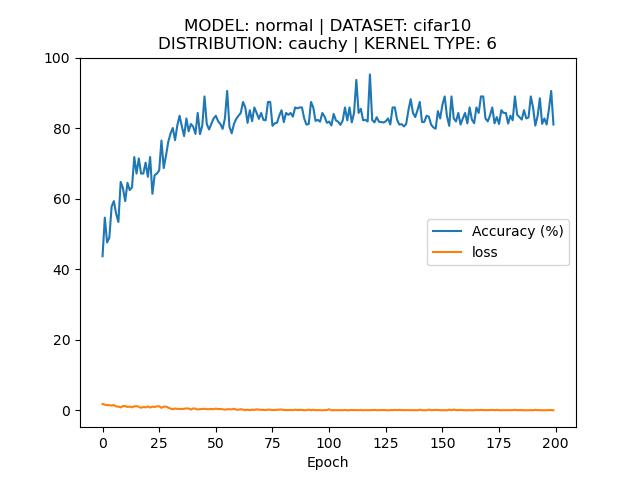 MODEL: normal | DATASET: cifar10
DISTRIBUTION: cauchy | KERNEL TYPE: 6
100
80
60
40
20
0
Accuracy (%)
loss
0 25 50 75 100 125 150 175 200
Epoch